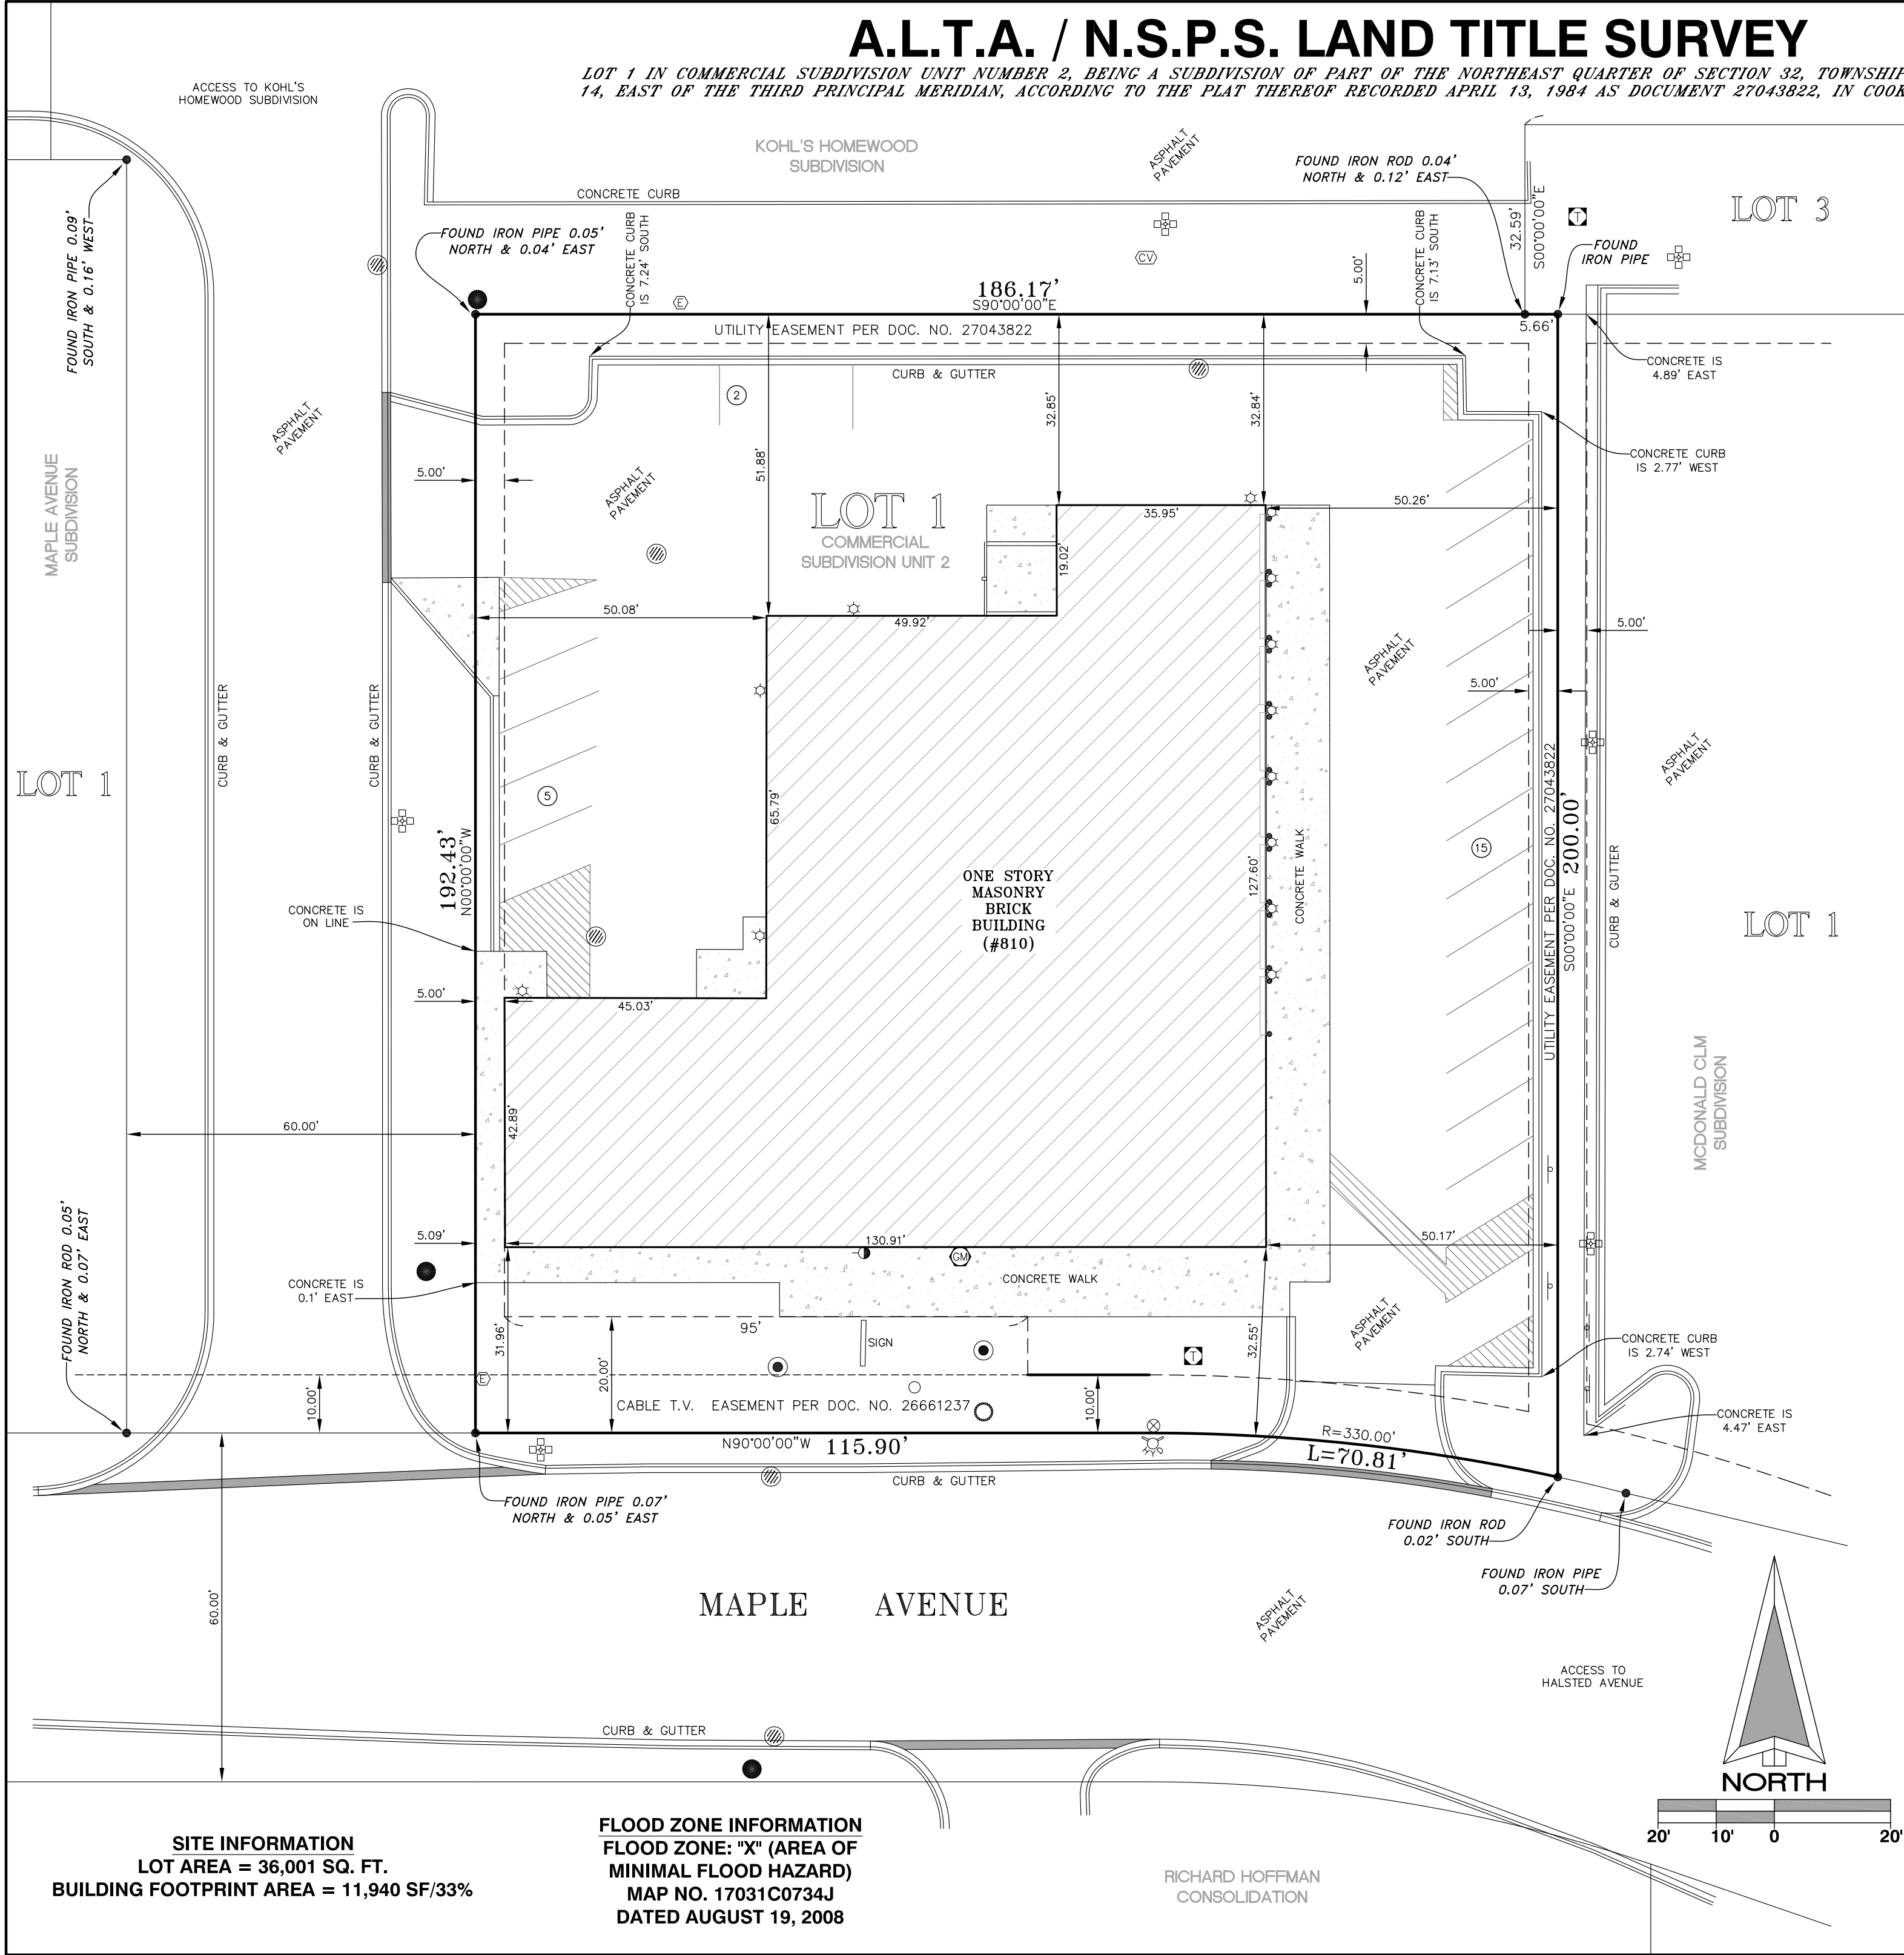 A.L.T.A. / N.S.P.S. LAND TITLE SURVEY
LOT 1 IN COMMERCIAL SUBDIVISION UNIT NUMBER 2, BEING A SUBDIVISION OF PART OF THE NORTHEAST QUARTER OF SECTION 32, TOWNSHIP
14, EAST OF THE THIRD PRINCIPAL MERIDIAN, ACCORDING TO THE PLAT THEREOF RECORDED APRIL 13, 1984 AS DOCUMENT 27043822, IN COOK
ACCESS TO KOHL'S
HOMEWOOD SUBDIVISION
KOHL'S HOMEWOOD
SUBDIVISION
ASPHALT
PAVEMENT
FOUND IRON ROD 0.04'
NORTH & 0.12' EAST
CONCRETE CURB
32.59'
S00°00'00"E
T
LOT 3
FOUND IRON PIPE 0.09'
SOUTH & 0.16' WEST
FOUND IRON PIPE 0.05'
NORTH & 0.04' EAST
CONCRETE CURB
IS 7.24' SOUTH
CONCRETE CURB
IS 7.13' SOUTH
FOUND
IRON PIPE
CV
5.00'
E
186.17'
S90°00'00"E
UTILITY EASEMENT PER DOC. NO. 27043822
5.66'
CONCRETE IS
4.89' EAST
CURB & GUTTER
2
51.88'
32.85'
32.84'
ASPHALT
PAVEMENT
MAPLE AVENUE
SUBDIVISION
5.00'
ASPHALT
PAVEMENT
CONCRETE CURB
IS 2.77' WEST
LOT 1
COMMERCIAL
SUBDIVISION UNIT 2
35.95'
50.26'
19.02'
50.08'
49.92'
5.00'
ASPHALT
PAVEMENT
5.00'
CURB & GUTTER
CURB & GUTTER
LOT 1
5
65.79'
192.43'
N00°00'00"W
ONE STORY
MASONRY
BRICK
BUILDING
(#810)
127.60'
CONCRETE WALK
15
UTILITY EASEMENT PER DOC. NO. 27043822
S00°00'00"E 200.00'
ASPHALT
PAVEMENT
CURB & GUTTER
LOT 1
CONCRETE IS
ON LINE
5.00'
45.03'
MCDONALD CLM
SUBDIVISION
60.00'
42.89'
FOUND IRON ROD 0.05'
NORTH & 0.07' EAST
5.09'
130.91'
GM
50.17'
CONCRETE IS
0.1' EAST
CONCRETE WALK
ASPHALT
PAVEMENT
31.96'
95'
SIGN
T
32.55'
CONCRETE CURB
IS 2.74' WEST
20.00'
E
10.00'
10.00'
CABLE T.V. EASEMENT PER DOC. NO. 26661237
CONCRETE IS
4.47' EAST
N90°00'00"W 115.90'
R=330.00'
L=70.81'
CURB & GUTTER
FOUND IRON PIPE 0.07'
NORTH & 0.05' EAST
FOUND IRON ROD
0.02' SOUTH
FOUND IRON PIPE
0.07' SOUTH
60.00'
MAPLE AVENUE
ASPHALT
PAVEMENT
ACCESS TO
HALSTED AVENUE
CURB & GUTTER
NORTH
20' 10' 0 20'
SITE INFORMATION
LOT AREA = 36,001 SQ. FT.
BUILDING FOOTPRINT AREA = 11,940 SF/33%
FLOOD ZONE INFORMATION
FLOOD ZONE: "X" (AREA OF
MINIMAL FLOOD HAZARD)
MAP NO. 17031C0734J
DATED AUGUST 19, 2008
RICHARD HOFFMAN
CONSOLIDATION